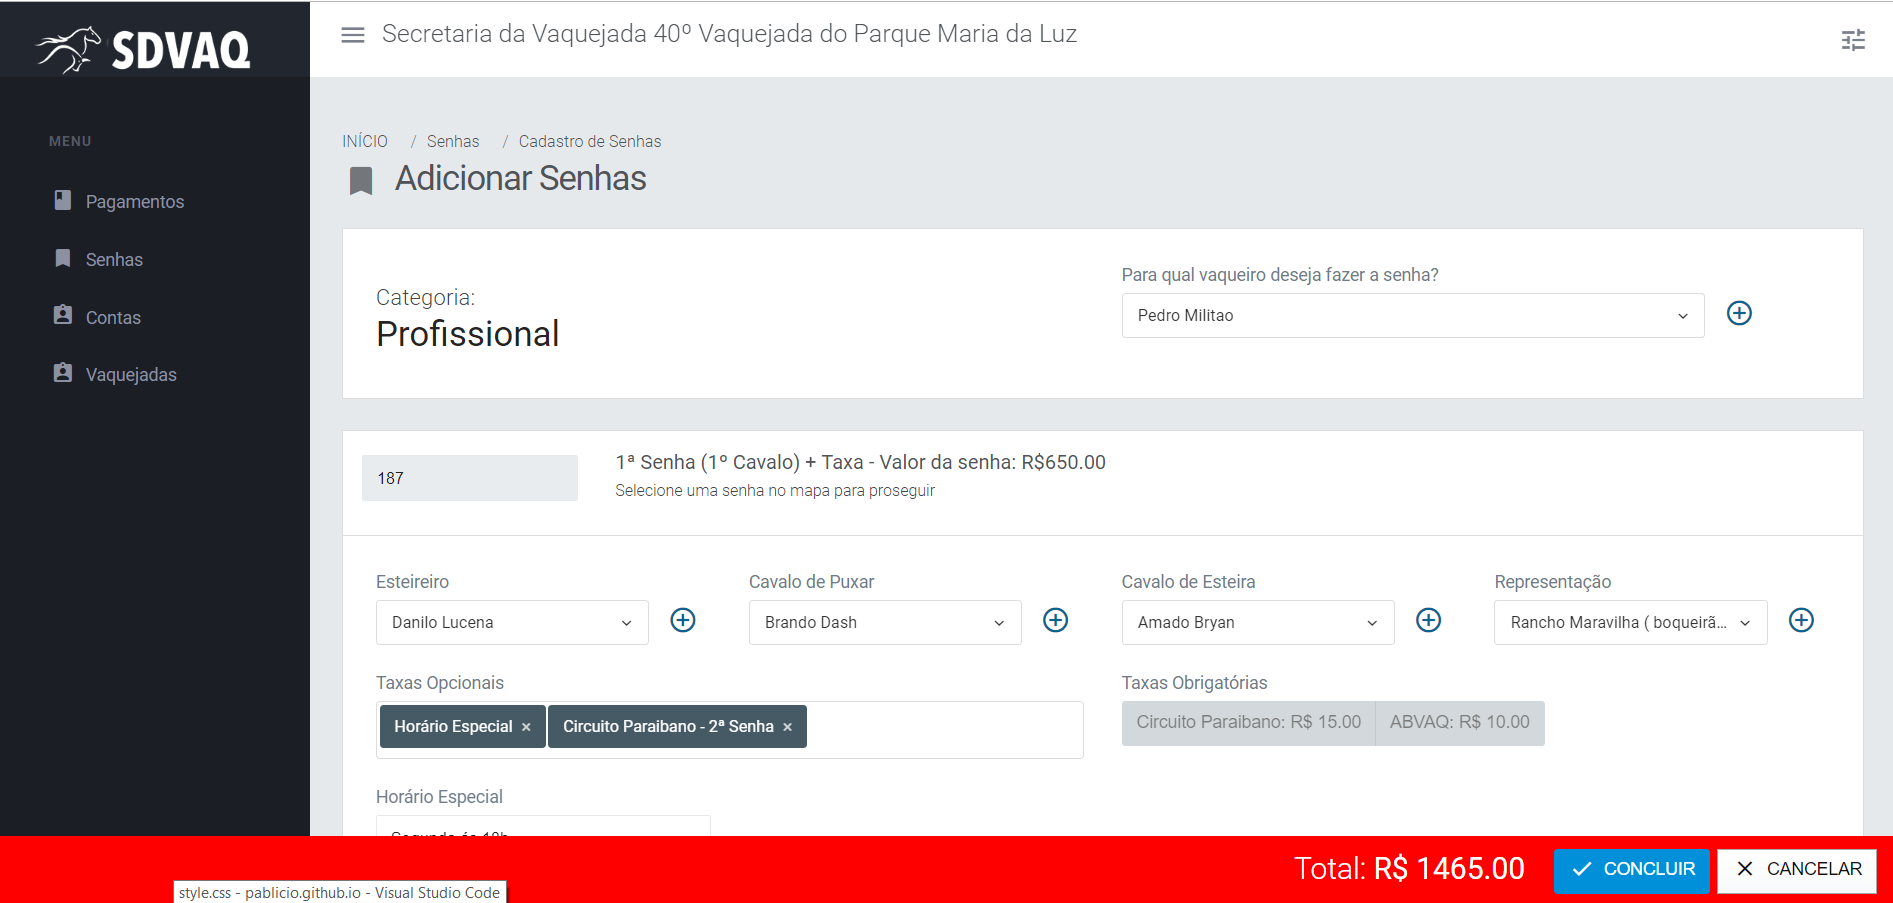 SDVAQ
Secretaria da Vaquejada 40º Vaquejada do Parque Maria da Luz
MENU
Pagamentos
Senhas
Contas
Vaquejadas
INÍCIO / Senhas / Cadastro de Senhas
Adicionar Senhas
Categoria:
Profissional
Para qual vaqueiro deseja fazer a senha?
Pedro Militao
187
1ª Senha (1º Cavalo) + Taxa - Valor da senha: R$650.00
Selecione uma senha no mapa para proseguir
Esteireiro
Cavalo de Puxar
Cavalo de Esteira
Representação
Danilo Lucena
Brando Dash
Amado Bryan
Rancho Maravilha ( boqueirã...
Taxas Opcionais
Taxas Obrigatórias
Horário Especial ×
Circuito Paraibano - 2ª Senha ×
Circuito Paraibano: R$ 15.00
ABVAQ: R$ 10.00
Horário Especial
Total: R$ 1465.00
CONCLUIR
CANCELAR
style.css - pablicio.github.io - Visual Studio Code